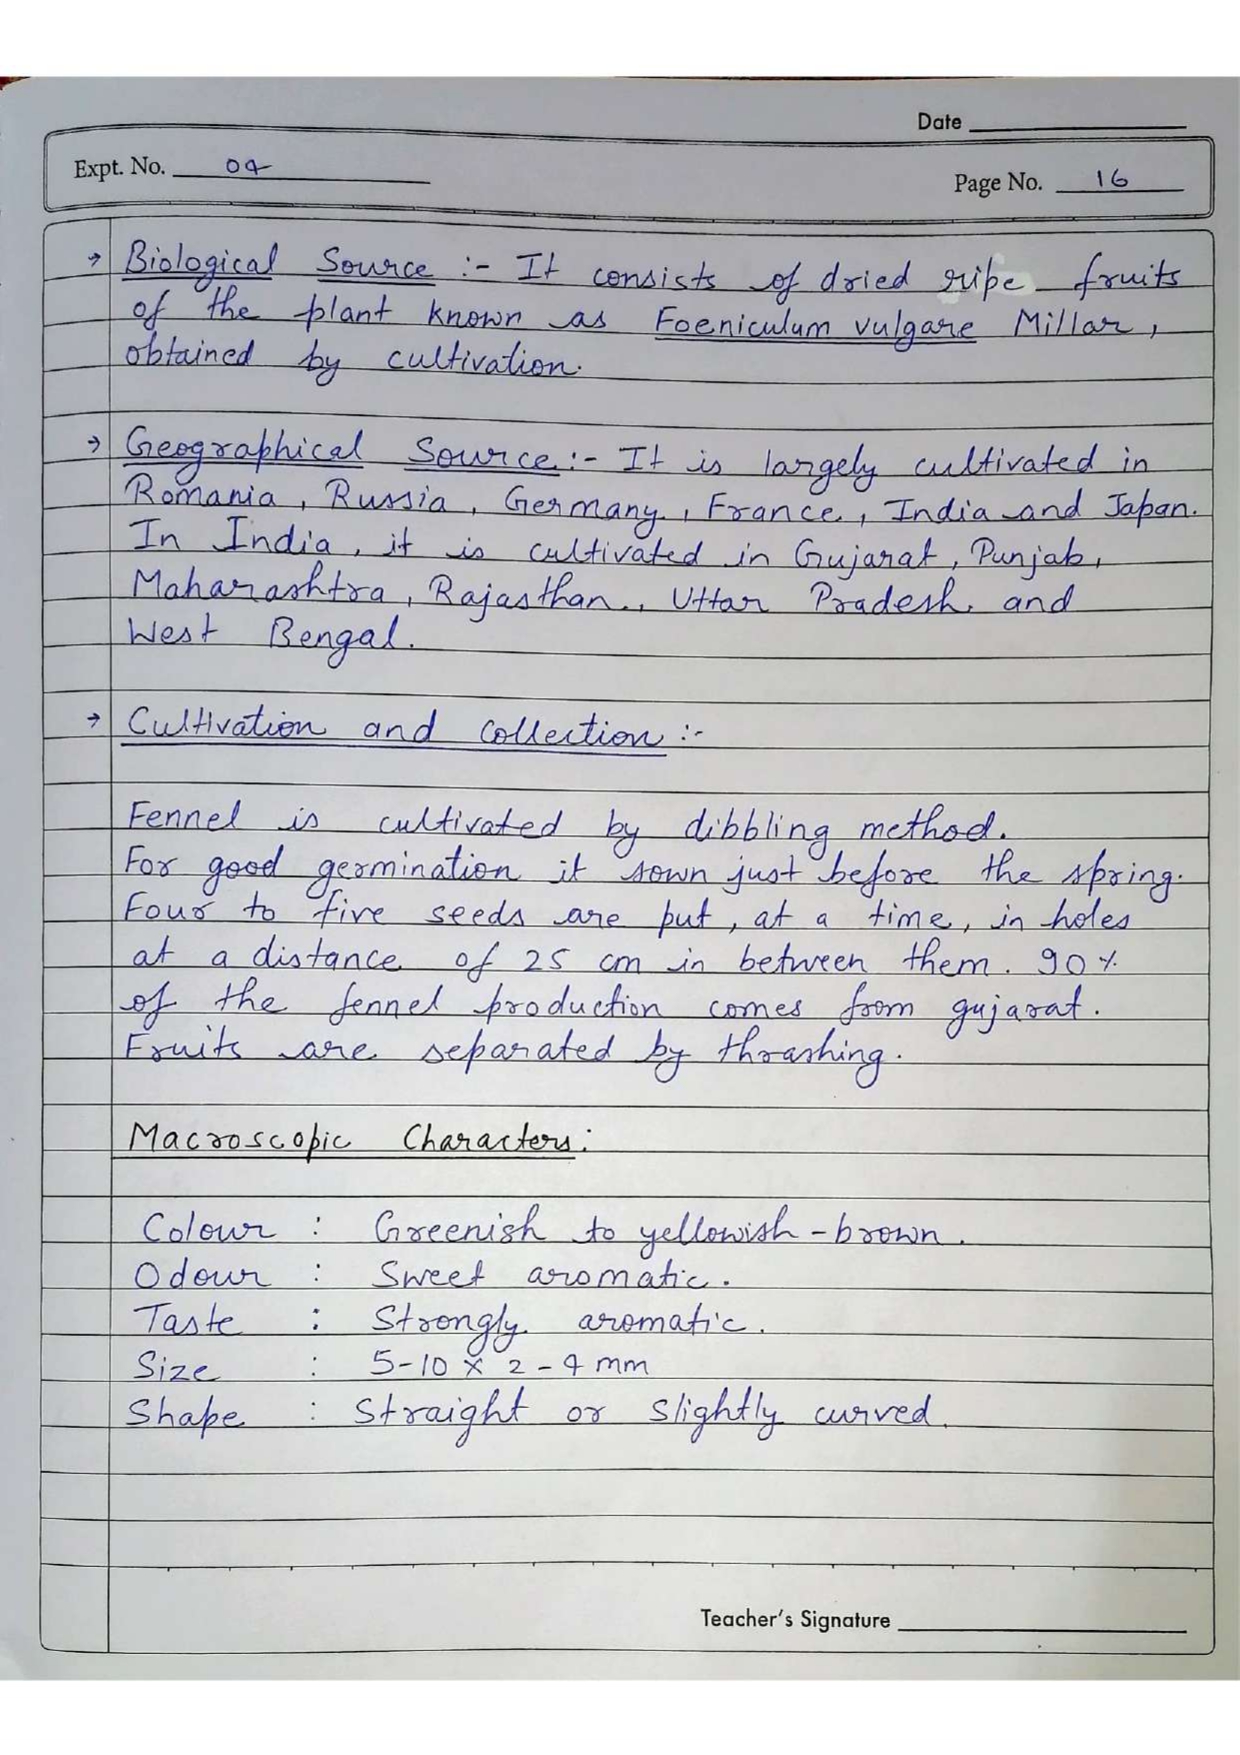 Date
Expt. No. 04
Page No. 16
→ Biological Source :- It consists of dried ripe fruits
of the plant known as Foeniculum vulgare Millar,
obtained by cultivation.
→ Geographical Source :- It is largely cultivated in
Romania, Russia, Germany, France, India and Japan.
In India, it is cultivated in Gujarat, Punjab,
Maharashtra, Rajasthan, Uttar Pradesh and
West Bengal.
→ Cultivation and collection :-
Fennel is cultivated by dibbling method.
For good germination it sown just before the spring.
Four to five seeds are put, at a time, in holes
at a distance of 25 cm in between them. 90%
of the fennel production comes from gujarat.
Fruits are separated by thrashing.
Macroscopic Characters:
Colour : Greenish to yellowish-brown.
Odour : Sweet aromatic.
Taste : Strongly aromatic.
Size : 5-10 x 2-4 mm
Shape : Straight or slightly curved.
Teacher's Signature